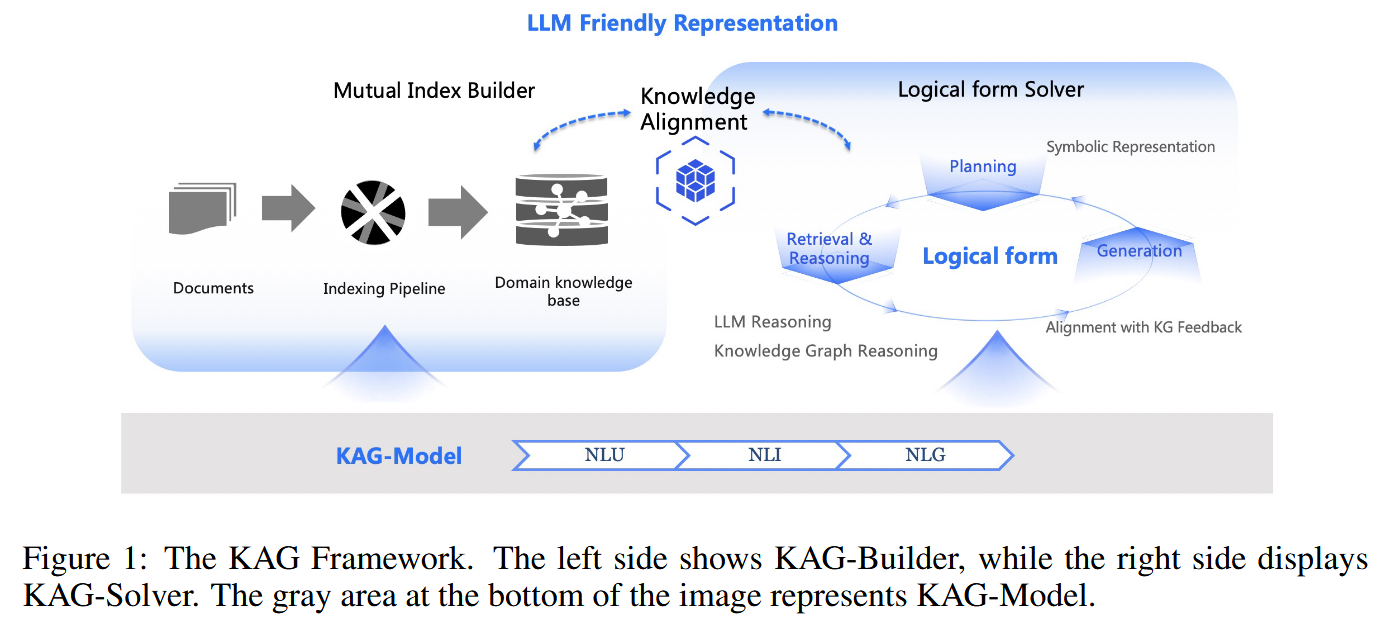 LLM Friendly Representation
Mutual Index Builder
Knowledge
Alignment
Logical form Solver
Symbolic Representation
Planning
Retrieval &
Reasoning
Logical form
Generation
Documents
Indexing Pipeline
Domain knowledge
base
LLM Reasoning
Knowledge Graph Reasoning
Alignment with KG Feedback
KAG-Model
NLU
NLI
NLG
Figure 1: The KAG Framework. The left side shows KAG-Builder, while the right side displays
KAG-Solver. The gray area at the bottom of the image represents KAG-Model.